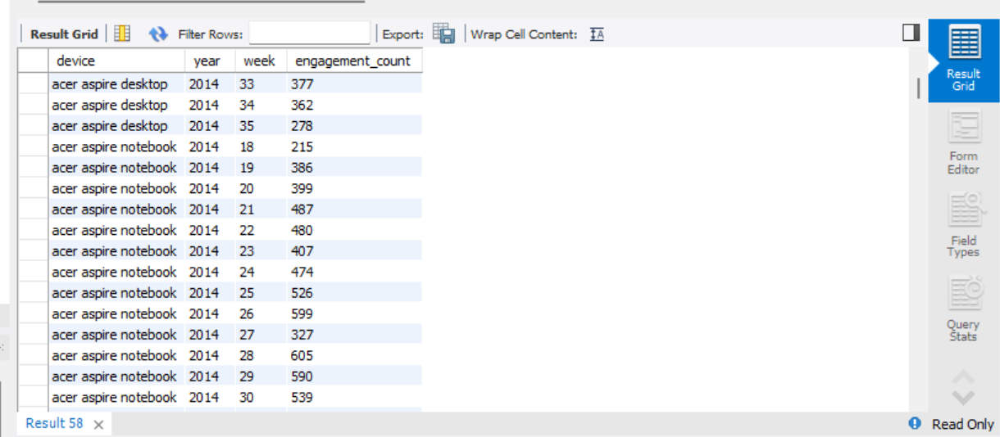 Result Grid Filter Rows: Export: Wrap Cell Content: IA
device year week engagement_count
acer aspire desktop 2014 33 377
acer aspire desktop 2014 34 362
acer aspire desktop 2014 35 278
acer aspire notebook 2014 18 215
acer aspire notebook 2014 19 386
acer aspire notebook 2014 20 399
acer aspire notebook 2014 21 487
acer aspire notebook 2014 22 480
acer aspire notebook 2014 23 407
acer aspire notebook 2014 24 474
acer aspire notebook 2014 25 526
acer aspire notebook 2014 26 599
acer aspire notebook 2014 27 327
acer aspire notebook 2014 28 605
acer aspire notebook 2014 29 590
acer aspire notebook 2014 30 539
Result 58 ×
Result
Grid
Form
Editor
Field
Types
Query
Stats
Read Only